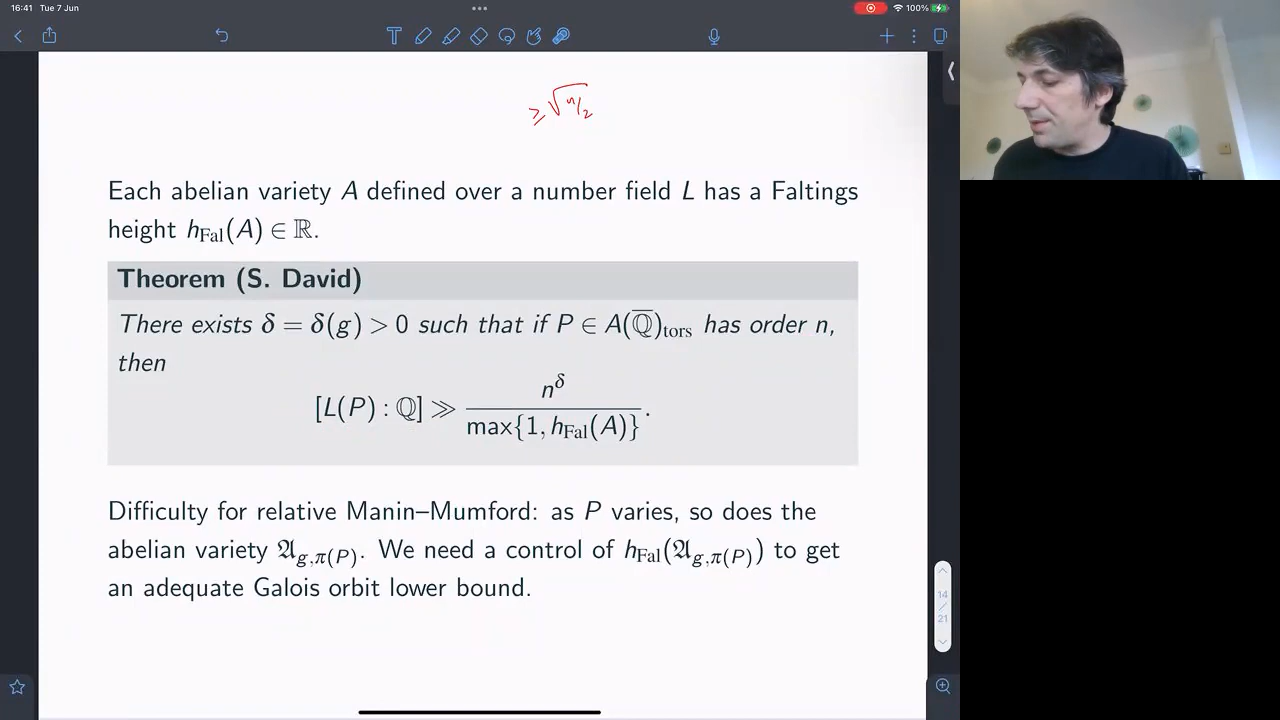 16:41 Tue 7 Jun
100%
≥ √n/2
Each abelian variety A defined over a number field L has a Faltings
height h_Fal(A) ∈ ℝ.
Theorem (S. David)
There exists δ = δ(g) > 0 such that if P ∈ A(ℚ̅)_tors has order n,
then
[L(P) : ℚ] ≫ n^δ / max{1, h_Fal(A)}.
Difficulty for relative Manin–Mumford: as P varies, so does the
abelian variety 𝔄_{g,π(P)}. We need a control of h_Fal(𝔄_{g,π(P)}) to get
an adequate Galois orbit lower bound.
14
/
21